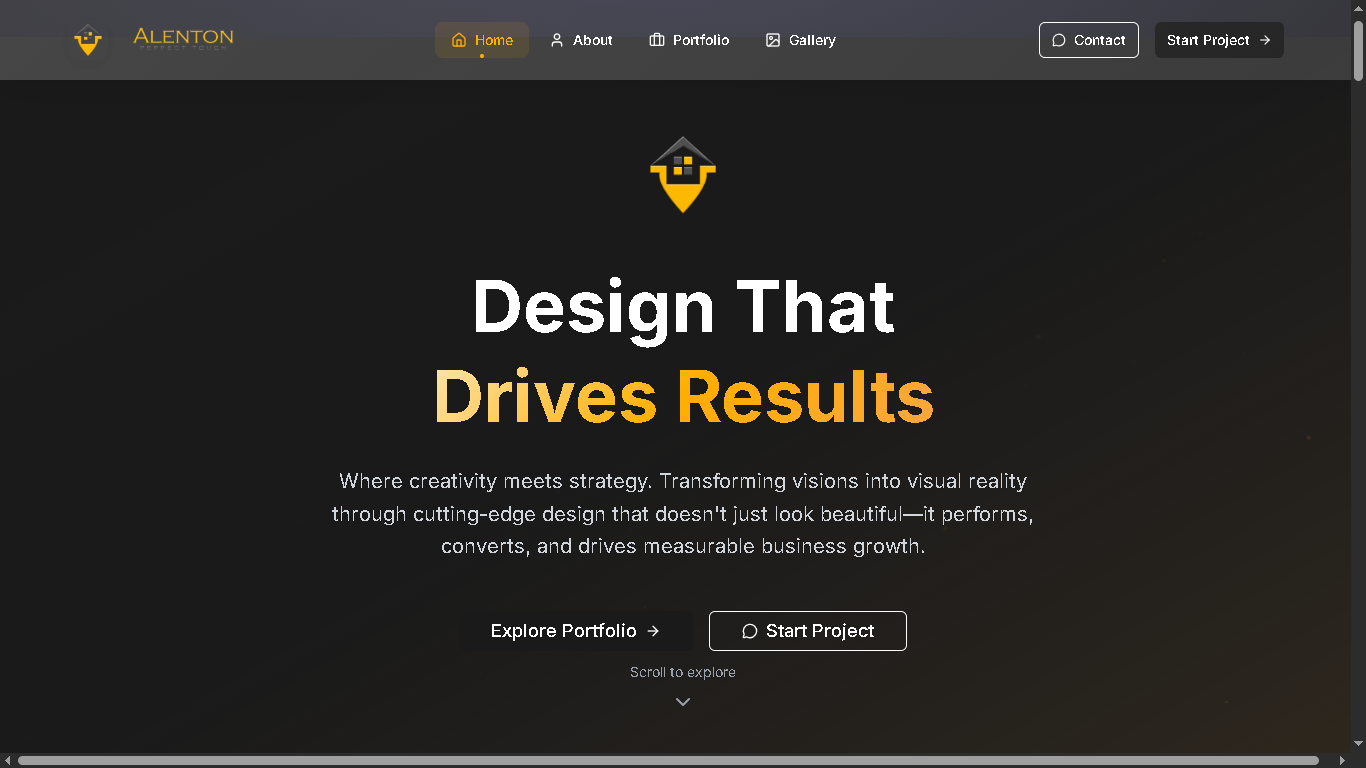 ALENTON
PERFECT TOUCH
Home
About
Portfolio
Gallery
Contact
Start Project
Design That
Drives Results
Where creativity meets strategy. Transforming visions into visual reality
through cutting-edge design that doesn't just look beautiful—it performs,
converts, and drives measurable business growth.
Explore Portfolio
Start Project
Scroll to explore